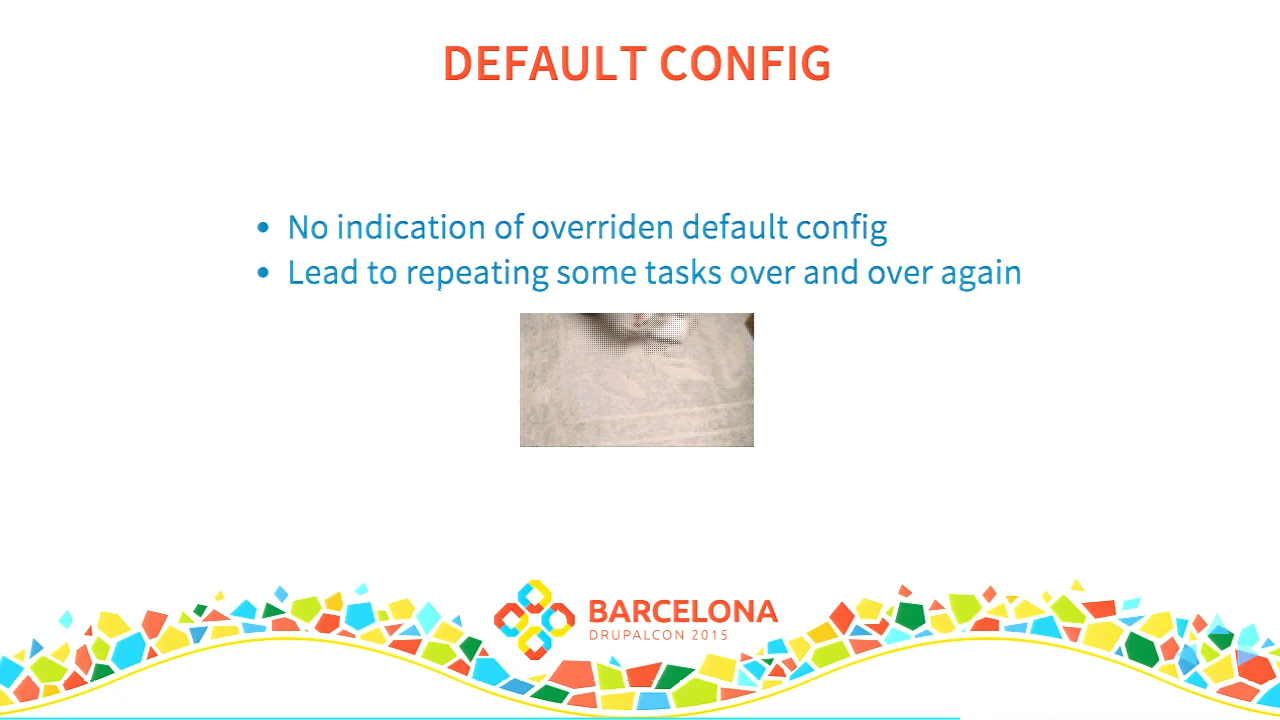 DEFAULT CONFIG
• No indication of overriden default config
• Lead to repeating some tasks over and over again
BARCELONA
DRUPALCON 2015